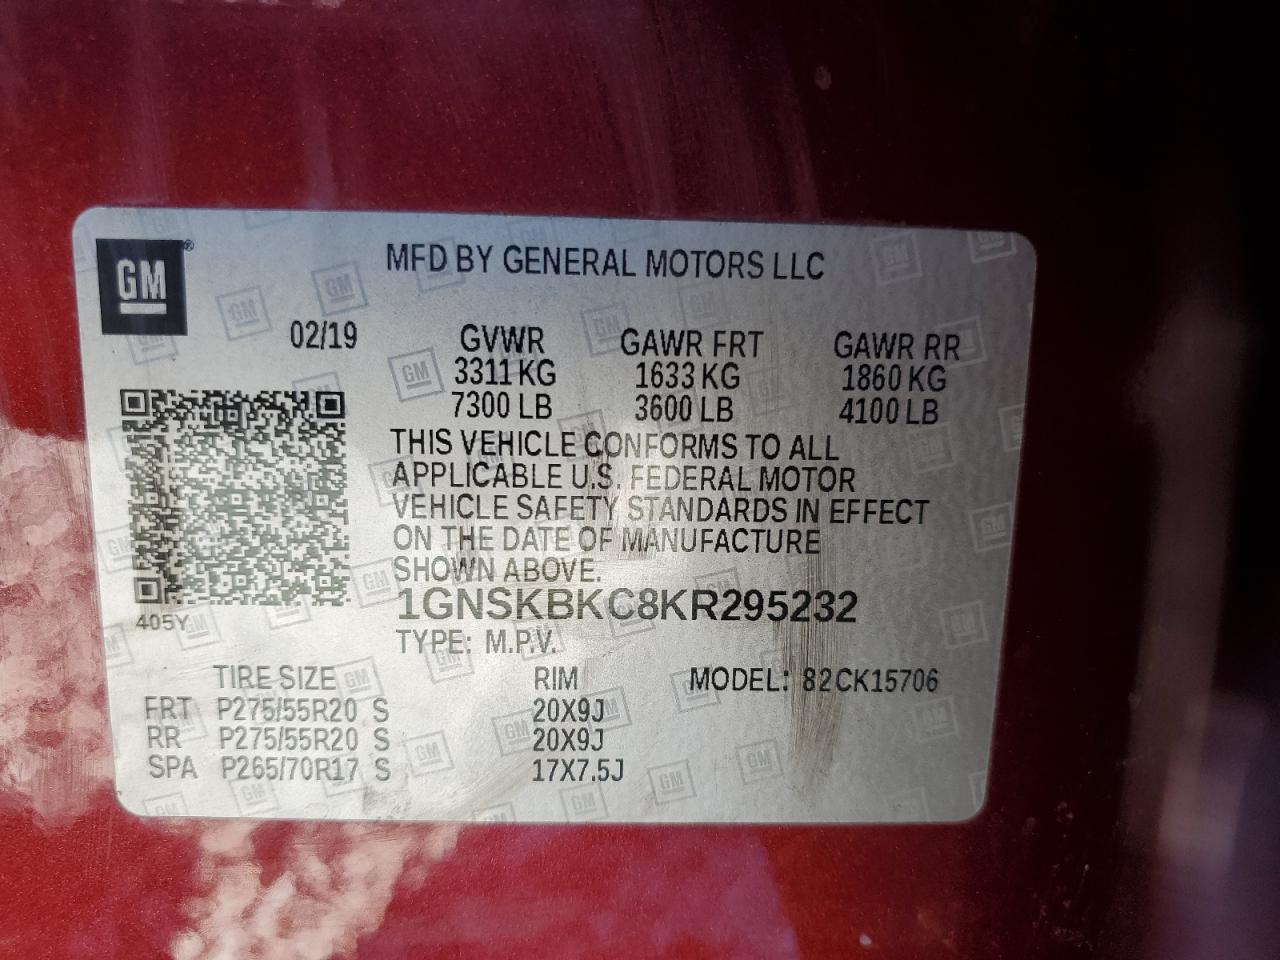 GM ®
MFD BY GENERAL MOTORS LLC
02/19 GVWR GAWR FRT GAWR RR
3311 KG 1633 KG 1860 KG
7300 LB 3600 LB 4100 LB
THIS VEHICLE CONFORMS TO ALL
APPLICABLE U.S. FEDERAL MOTOR
VEHICLE SAFETY STANDARDS IN EFFECT
ON THE DATE OF MANUFACTURE
SHOWN ABOVE.
1GNSKBKC8KR295232
405Y
TYPE: M.P.V.
TIRE SIZE RIM MODEL: 82CK15706
FRT P275/55R20 S 20X9J
RR P275/55R20 S 20X9J
SPA P265/70R17 S 17X7.5J